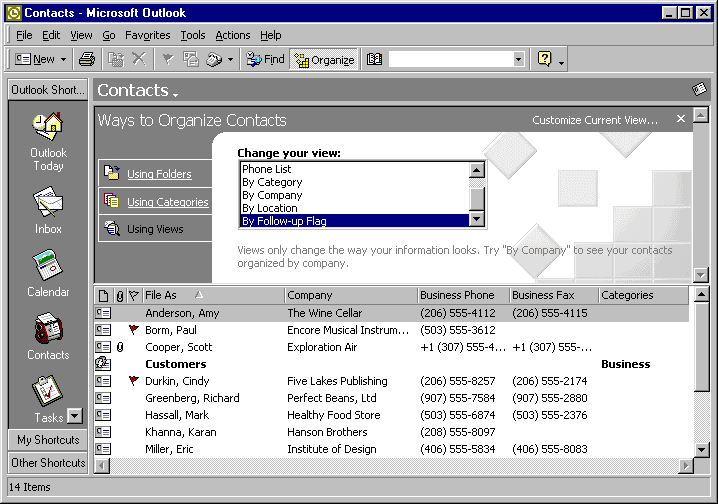 Contacts - Microsoft Outlook
File Edit View Go Favorites Tools Actions Help
New Find Organize
Outlook Short... Contacts
Ways to Organize Contacts Customize Current View...
Outlook Today
Inbox
Calendar
Contacts
Tasks
My Shortcuts
Other Shortcuts
Using Folders
Using Categories
Using Views
Change your view:
Phone List
By Category
By Company
By Location
By Follow-up Flag
Views only change the way your information looks. Try "By Company" to see your contacts
organized by company.
File As Company Business Phone Business Fax Categories
Anderson, Amy The Wine Cellar (206) 555-4112 (206) 555-4115
Borm, Paul Encore Musical Instrum... (503) 555-3612
Cooper, Scott Exploration Air +1 (307) 555-4... +1 (307) 555-...
Customers Business
Durkin, Cindy Five Lakes Publishing (206) 555-8257 (206) 555-2174
Greenberg, Richard Perfect Beans, Ltd (907) 555-7584 (907) 555-2880
Hassall, Mark Healthy Food Store (503) 555-6874 (503) 555-2376
Khanna, Karan Hanson Brothers (208) 555-8097
Miller, Eric Institute of Design (406) 555-5834 (406) 555-8083
14 Items